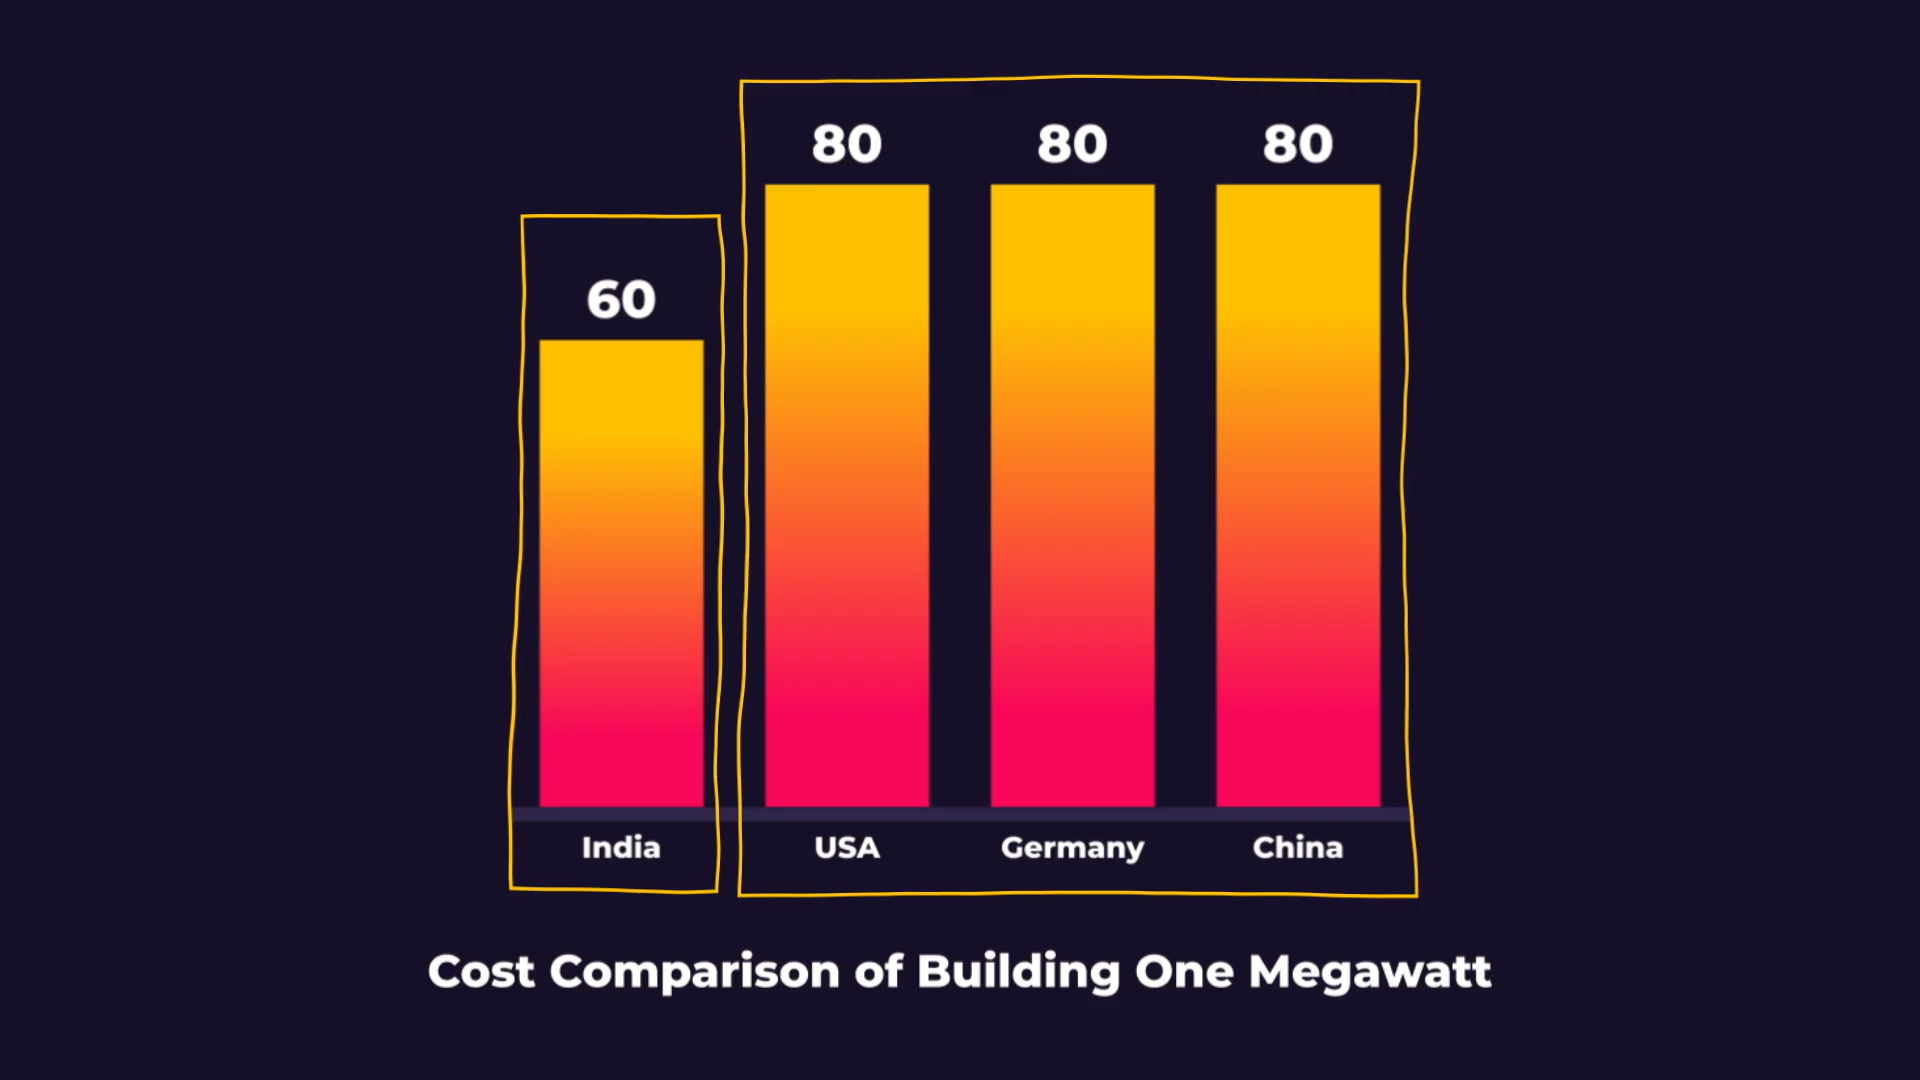 80 80 80
60
India USA Germany China
Cost Comparison of Building One Megawatt